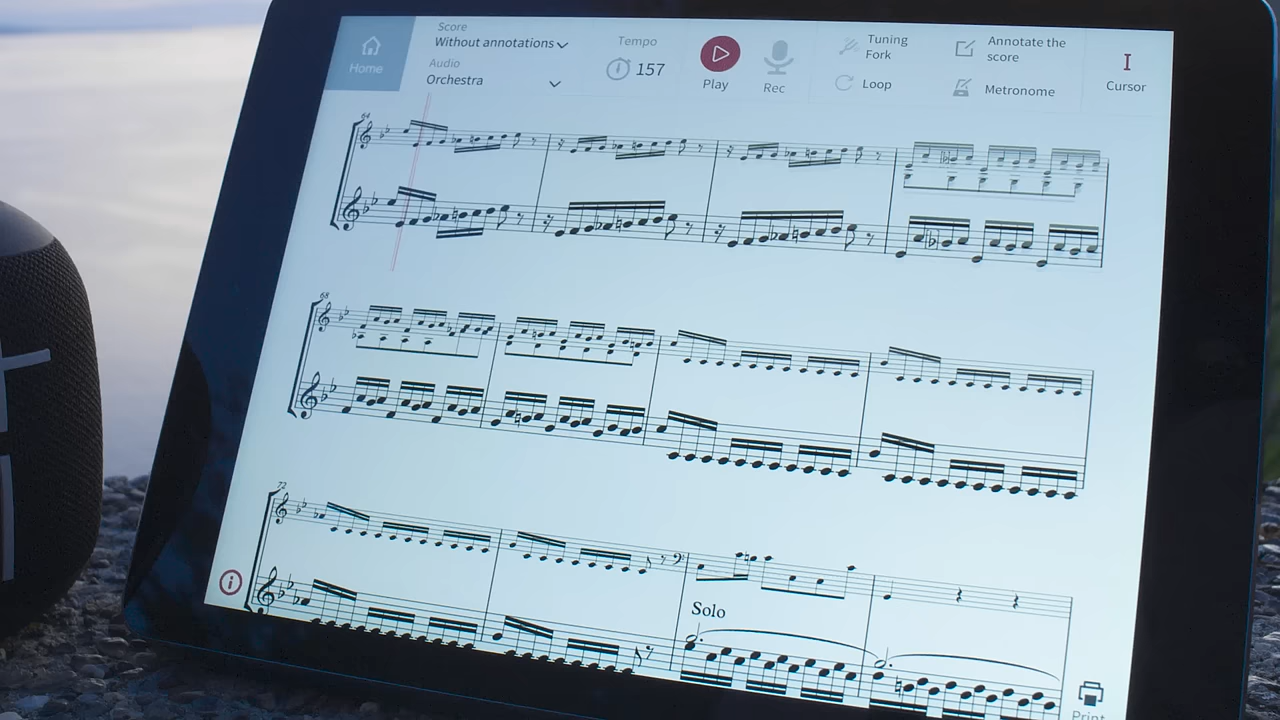 Score
Without annotations
Audio
Orchestra
Home
Tempo
157
Play
Rec
Tuning
Fork
Loop
Annotate the
score
Metronome
Cursor
64
68
72
Solo
Print